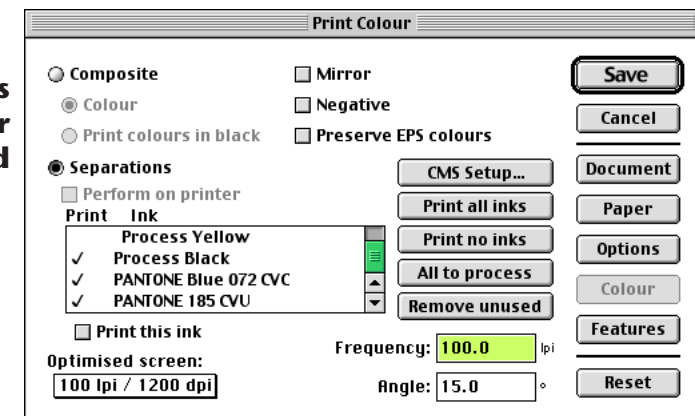 Print Colour
s
r
d
Composite
Colour
Print colours in black
Separations
Perform on printer
Mirror
Negative
Preserve EPS colours
Print Ink
Process Yellow
✓ Process Black
✓ PANTONE Blue 072 CVC
✓ PANTONE 185 CVU
Print this ink
Optimised screen:
100 lpi / 1200 dpi
CMS Setup...
Print all inks
Print no inks
All to process
Remove unused
Frequency: 100.0 lpi
Angle: 15.0 °
Save
Cancel
Document
Paper
Options
Colour
Features
Reset